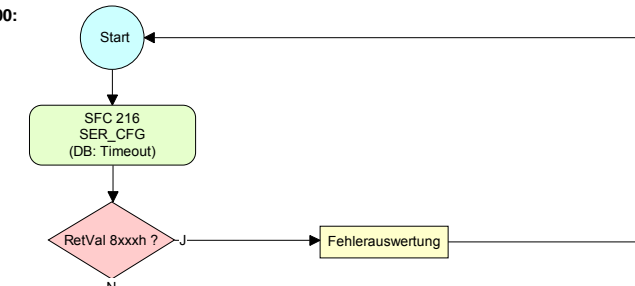 00:
Start
SFC 216
SER_CFG
(DB: Timeout)
RetVal 8xxxh ?
J
Fehlerauswertung
N